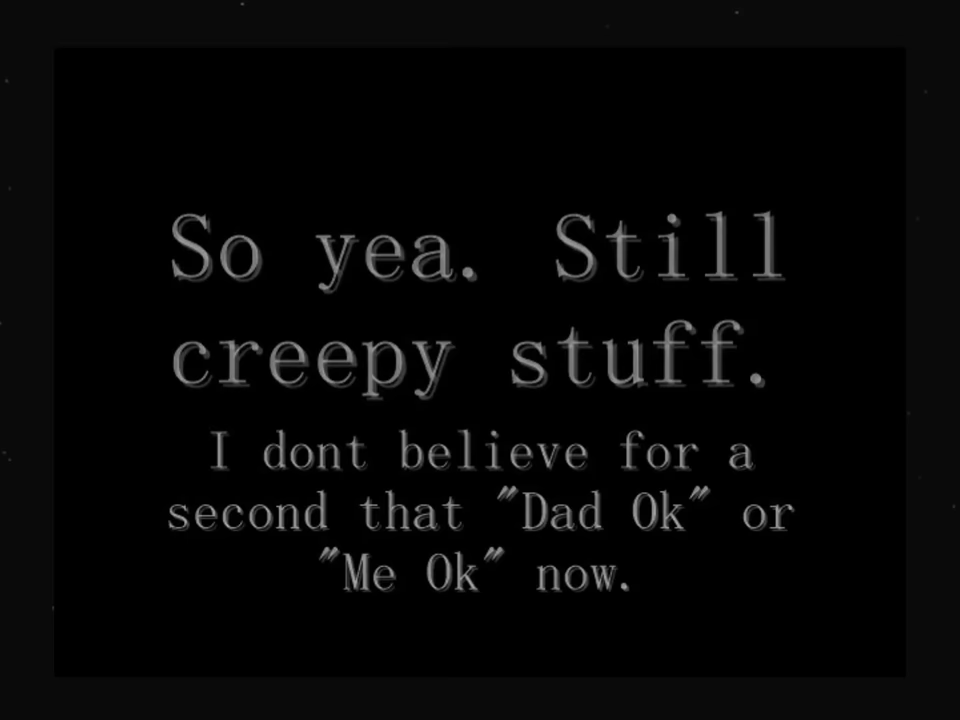 So yea. Still
creepy stuff.
I dont believe for a
second that "Dad Ok" or
"Me Ok" now.